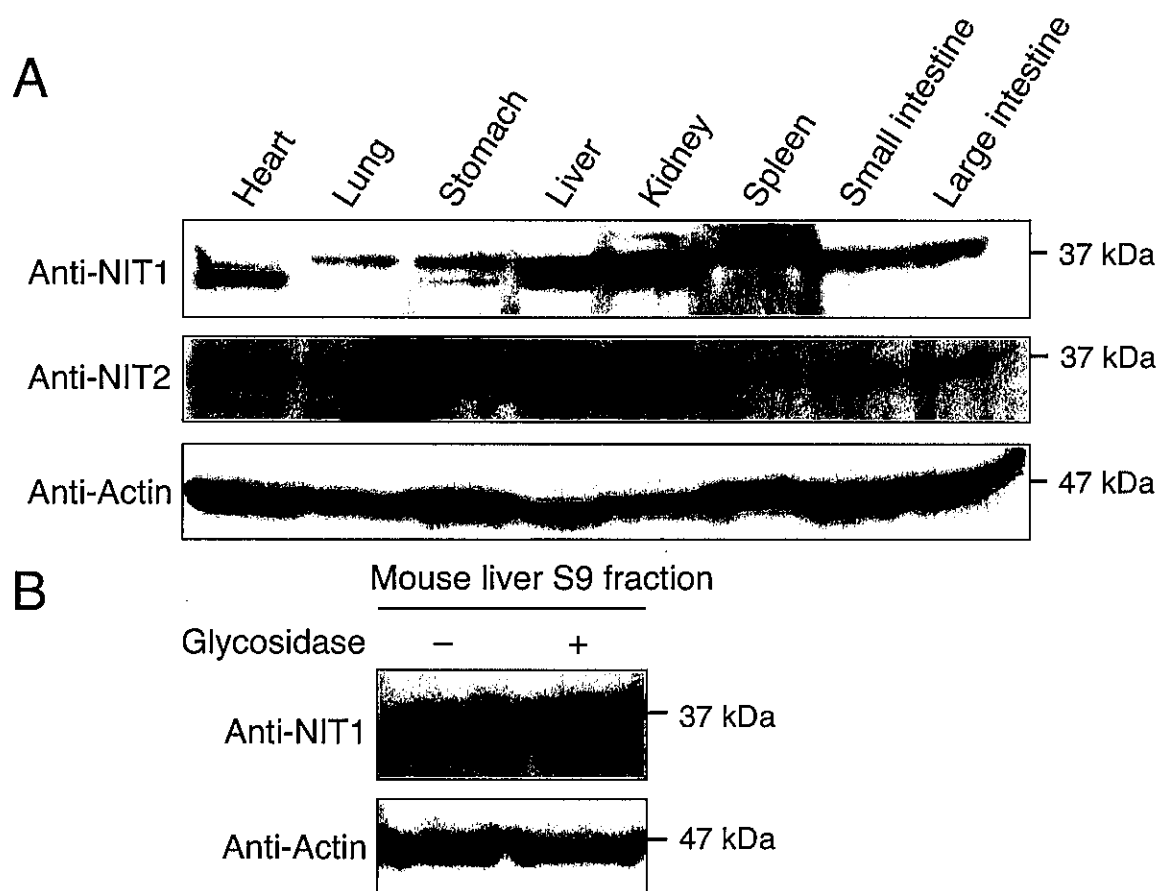 A
Heart Lung Stomach Liver Kidney Spleen Small intestine Large intestine
Anti-NIT1 37 kDa
Anti-NIT2 37 kDa
Anti-Actin 47 kDa
B
Mouse liver S9 fraction
Glycosidase – +
Anti-NIT1 37 kDa
Anti-Actin 47 kDa